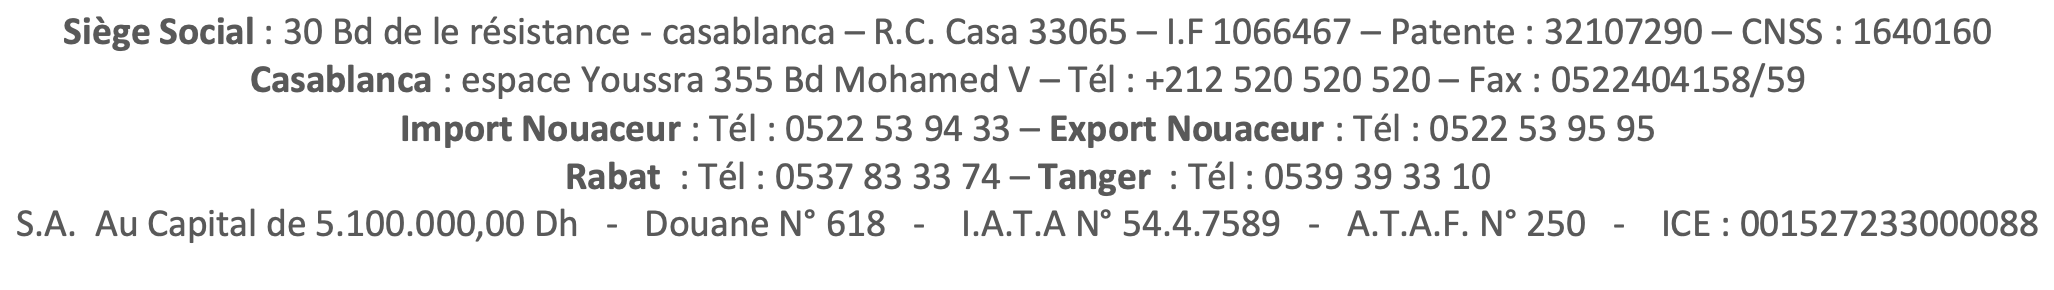 Siège Social : 30 Bd de le résistance - casablanca – R.C. Casa 33065 – I.F 1066467 – Patente : 32107290 – CNSS : 1640160
Casablanca : espace Youssra 355 Bd Mohamed V – Tél : +212 520 520 520 – Fax : 0522404158/59
Import Nouaceur : Tél : 0522 53 94 33 – Export Nouaceur : Tél : 0522 53 95 95
Rabat : Tél : 0537 83 33 74 – Tanger : Tél : 0539 39 33 10
S.A. Au Capital de 5.100.000,00 Dh - Douane N° 618 - I.A.T.A N° 54.4.7589 - A.T.A.F. N° 250 - ICE : 001527233000088